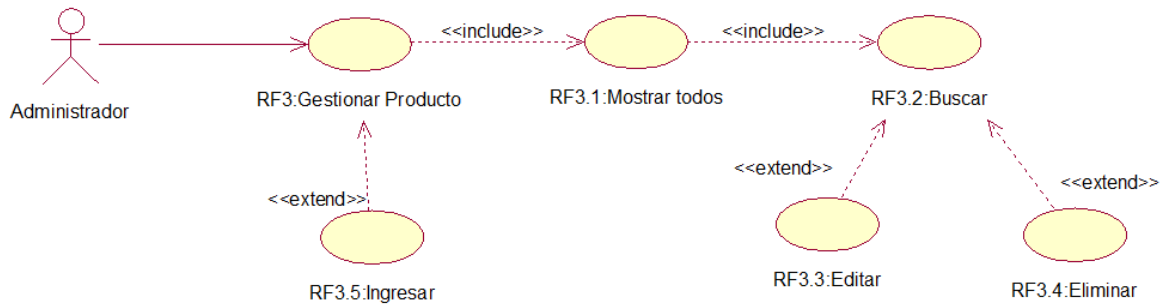 <<include>>
<<include>>
Administrador
RF3:Gestionar Producto
RF3.1:Mostrar todos
RF3.2:Buscar
<<extend>>
<<extend>>
<<extend>>
RF3.5:Ingresar
RF3.3:Editar
RF3.4:Eliminar